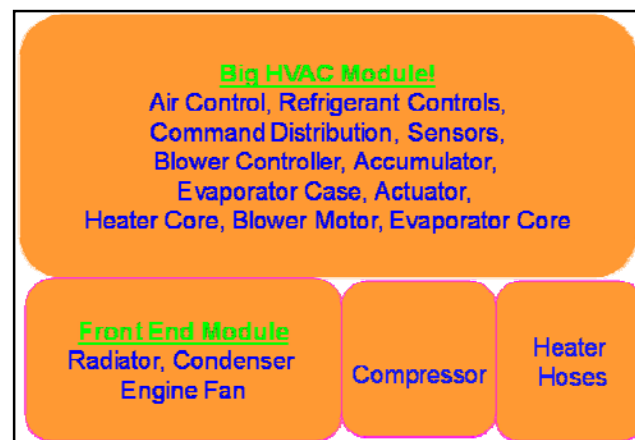 Big HVAC Module!
Air Control, Refrigerant Controls,
Command Distribution, Sensors,
Blower Controller, Accumulator,
Evaporator Case, Actuator,
Heater Core, Blower Motor, Evaporator Core
Front End Module
Radiator, Condenser
Engine Fan
Compressor
Heater
Hoses